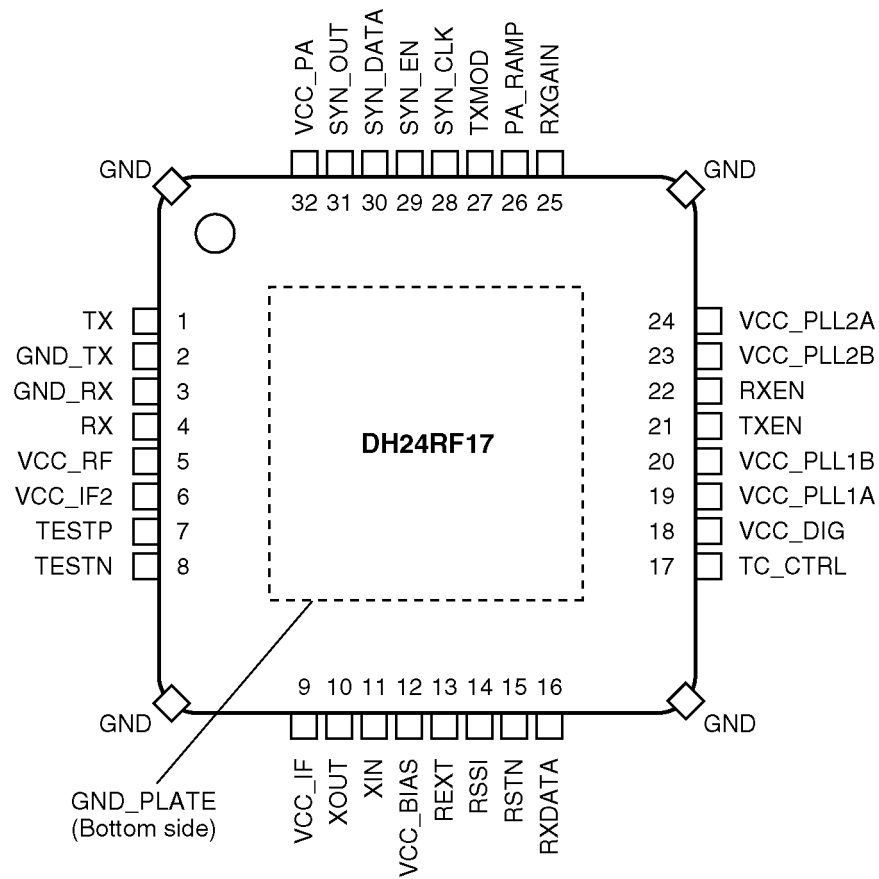 VCC_PA
SYN_OUT
SYN_DATA
SYN_EN
SYN_CLK
TXMOD
PA_RAMP
RXGAIN
GND
GND
32 31 30 29 28 27 26 25
TX 1
GND_TX 2
GND_RX 3
RX 4
VCC_RF 5
VCC_IF2 6
TESTP 7
TESTN 8
DH24RF17
24 VCC_PLL2A
23 VCC_PLL2B
22 RXEN
21 TXEN
20 VCC_PLL1B
19 VCC_PLL1A
18 VCC_DIG
17 TC_CTRL
9 10 11 12 13 14 15 16
GND
GND
VCC_IF
XOUT
XIN
VCC_BIAS
REXT
RSSI
RSTN
RXDATA
GND_PLATE
(Bottom side)